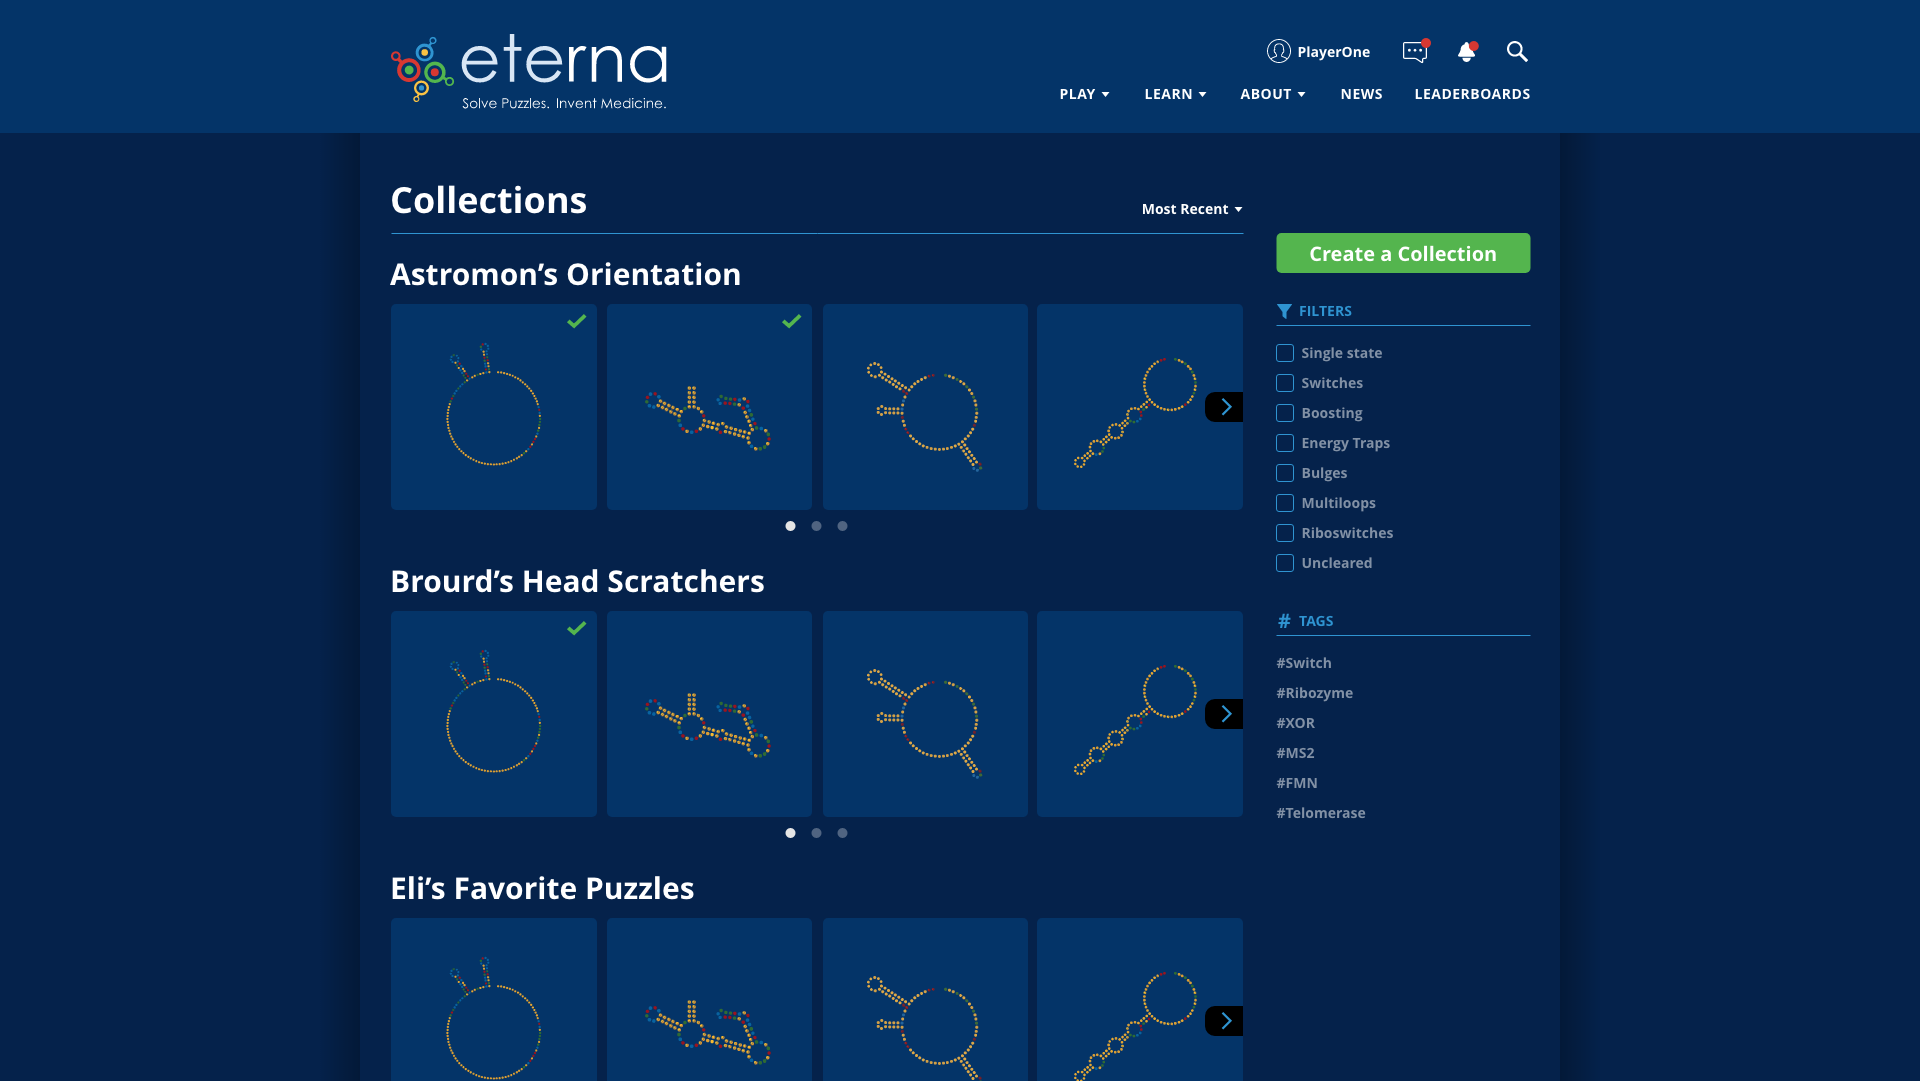 eterna
Solve Puzzles. Invent Medicine.
PlayerOne
PLAY LEARN ABOUT NEWS LEADERBOARDS
Collections
Most Recent
Create a Collection
Astromon’s Orientation
FILTERS
Single state
Switches
Boosting
Energy Traps
Bulges
Multiloops
Riboswitches
Uncleared
Brourd’s Head Scratchers
# TAGS
#Switch
#Ribozyme
#XOR
#MS2
#FMN
#Telomerase
Eli’s Favorite Puzzles